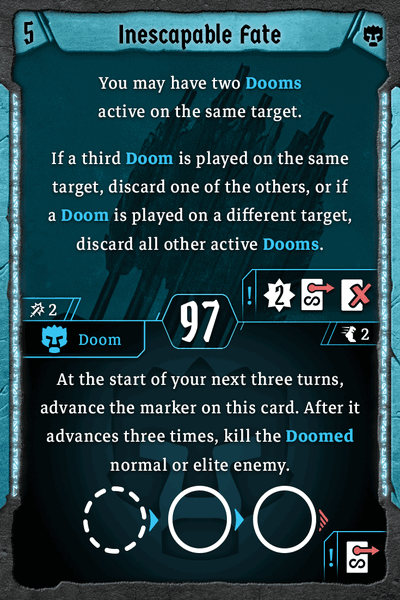 5
Inescapable Fate
You may have two Dooms
active on the same target.
If a third Doom is played on the same
target, discard one of the others, or if
a Doom is played on a different target,
discard all other active Dooms.
! 2
2
97
2
Doom
At the start of your next three turns,
advance the marker on this card. After it
advances three times, kill the Doomed
normal or elite enemy.
!